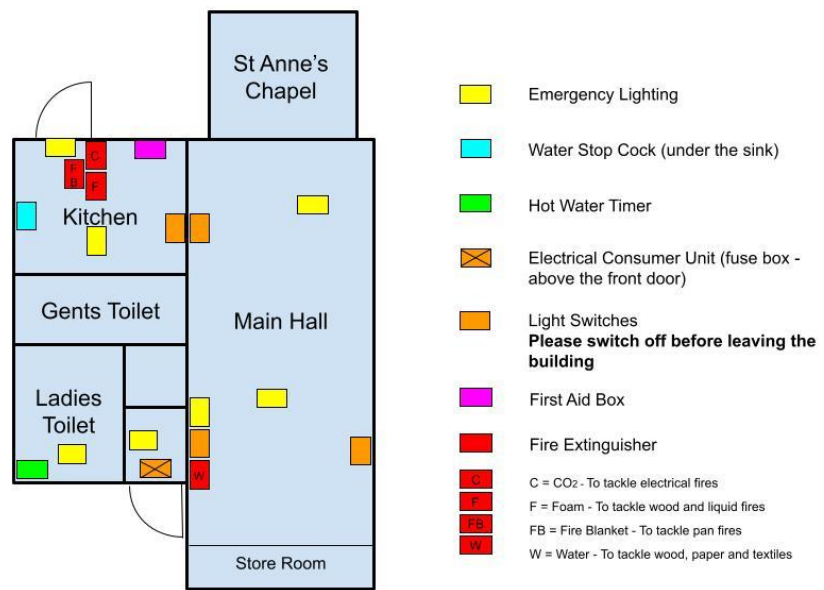 St Anne's
Chapel
C
F
B
F
Kitchen
Gents Toilet
Main Hall
Ladies
Toilet
W
Store Room
Emergency Lighting
Water Stop Cock (under the sink)
Hot Water Timer
Electrical Consumer Unit (fuse box -
above the front door)
Light Switches
Please switch off before leaving the
building
First Aid Box
Fire Extinguisher
C
C = CO2 - To tackle electrical fires
F
F = Foam - To tackle wood and liquid fires
FB
FB = Fire Blanket - To tackle pan fires
W
W = Water - To tackle wood, paper and textiles